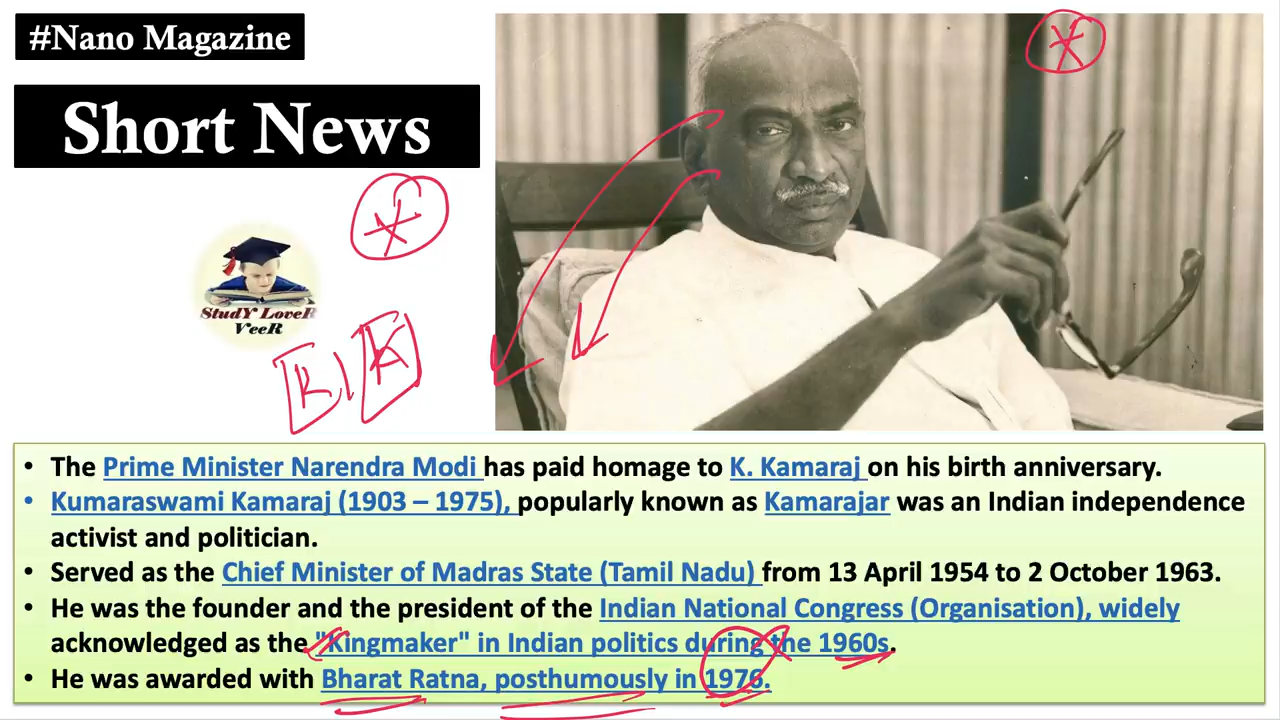 #Nano Magazine
Short News
StudY LoveR
VeeR
K
K
• The Prime Minister Narendra Modi has paid homage to K. Kamaraj on his birth anniversary.
• Kumaraswami Kamaraj (1903 – 1975), popularly known as Kamarajar was an Indian independence
activist and politician.
• Served as the Chief Minister of Madras State (Tamil Nadu) from 13 April 1954 to 2 October 1963.
• He was the founder and the president of the Indian National Congress (Organisation), widely
acknowledged as the "Kingmaker" in Indian politics during the 1960s.
• He was awarded with Bharat Ratna, posthumously in 1976.